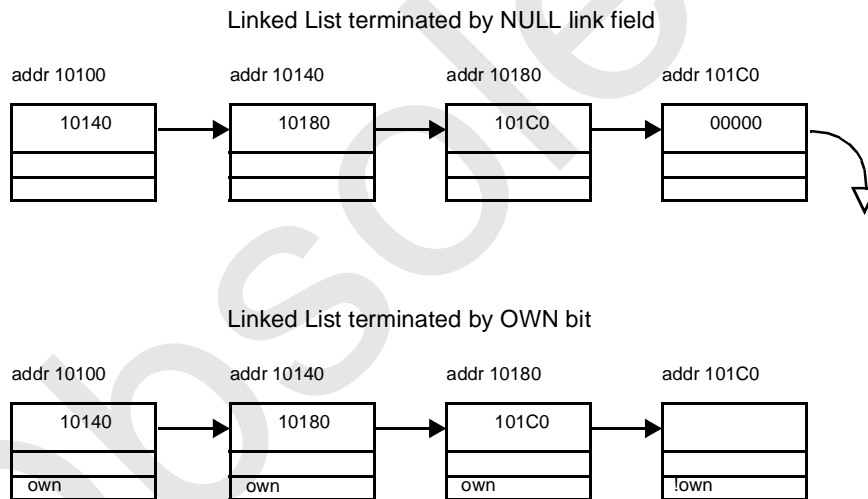 Linked List terminated by NULL link field
addr 10100 addr 10140 addr 10180 addr 101C0
10140 10180 101C0 00000
Linked List terminated by OWN bit
addr 10100 addr 10140 addr 10180 addr 101C0
10140 10180 101C0
own own own !own